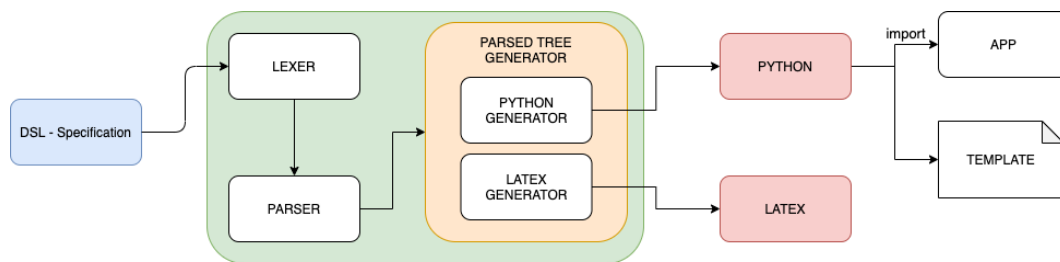 DSL - Specification
LEXER
PARSER
PARSED TREE
GENERATOR
PYTHON
GENERATOR
LATEX
GENERATOR
PYTHON
LATEX
import
APP
TEMPLATE